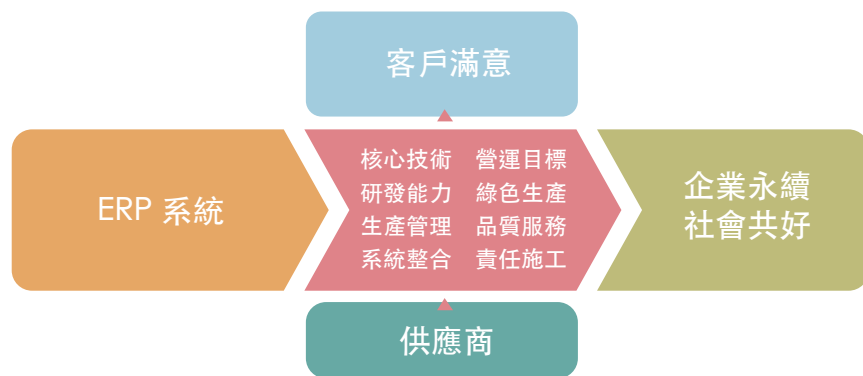 客戶滿意
ERP 系統
核心技術 營運目標
研發能力 綠色生產
生產管理 品質服務
系統整合 責任施工
企業永續
社會共好
供應商